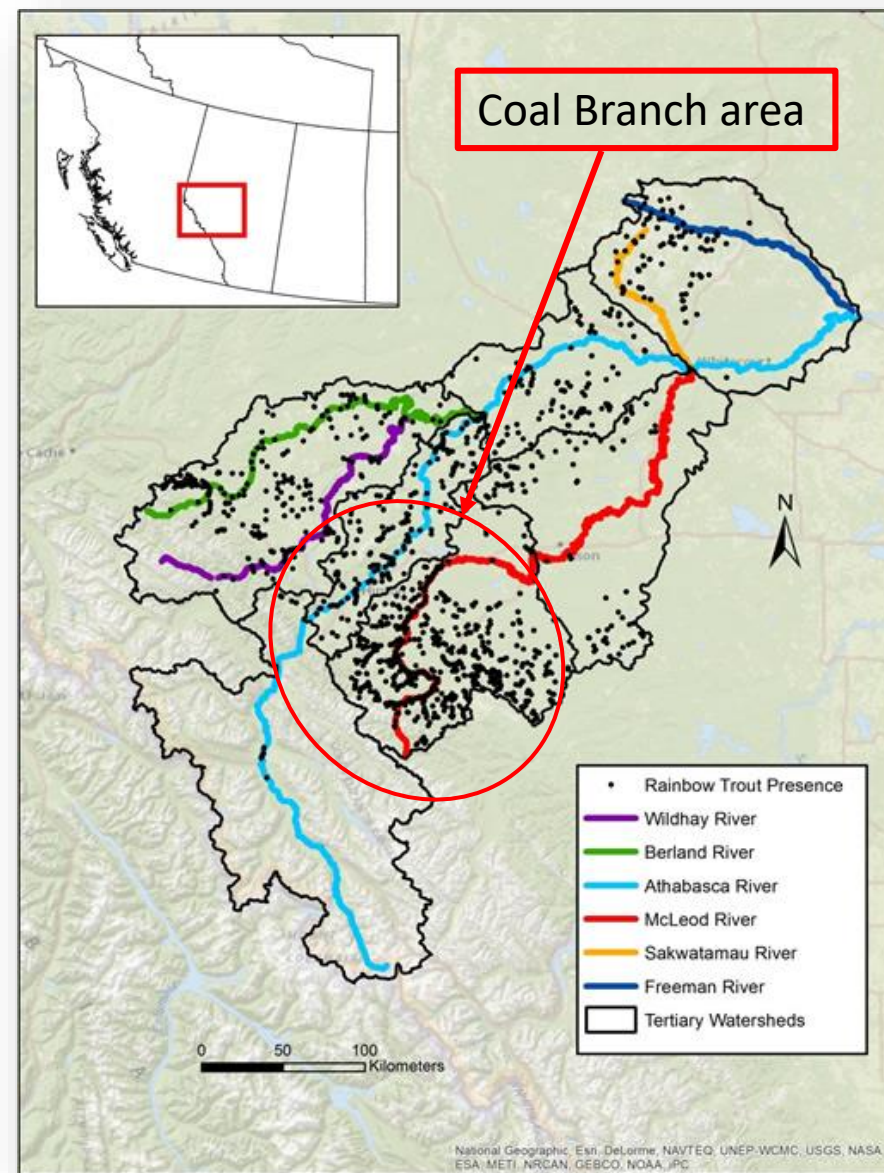 Coal Branch area
Whitecourt
N
Rainbow Trout Presence
Wildhay River
Berland River
Athabasca River
McLeod River
Sakwatamau River
Freeman River
Tertiary Watersheds
0 50 100
Kilometers
National Geographic, Esri, DeLorme, NAVTEQ, UNEP-WCMC, USGS, NASA,
ESA, METI, NRCAN, GEBCO, NOAA, iPC